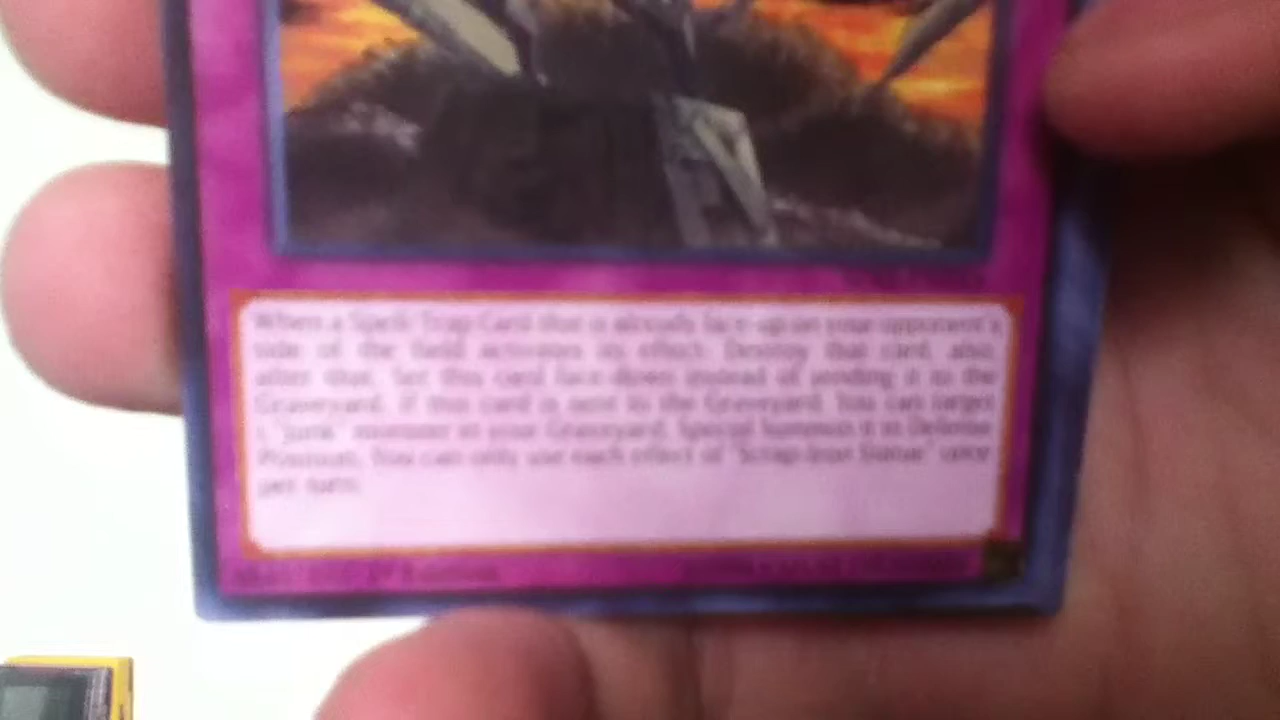 When a Spell/Trap Card that is already face-up on your opponent's
side of the field activates its effect: Destroy that card, also,
after that, Set this card face-down instead of sending it to the
Graveyard. If this card is sent to the Graveyard: You can target
1 "Junk" monster in your Graveyard; Special Summon it in Defense
Position. You can only use each effect of "Scrap-Iron Statue" once
per turn.
1st Edition